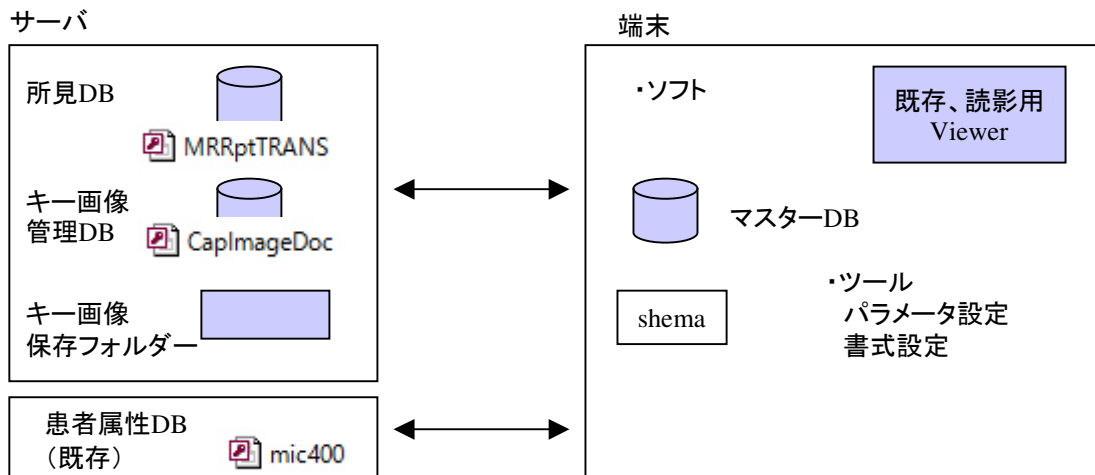 サーバ
所見DB
MRRptTRANS
キー画像
管理DB
CapImageDoc
キー画像
保存フォルダー
患者属性DB
（既存）
mic400
端末
・ソフト
既存、読影用
Viewer
マスターDB
shema
・ツール
パラメータ設定
書式設定